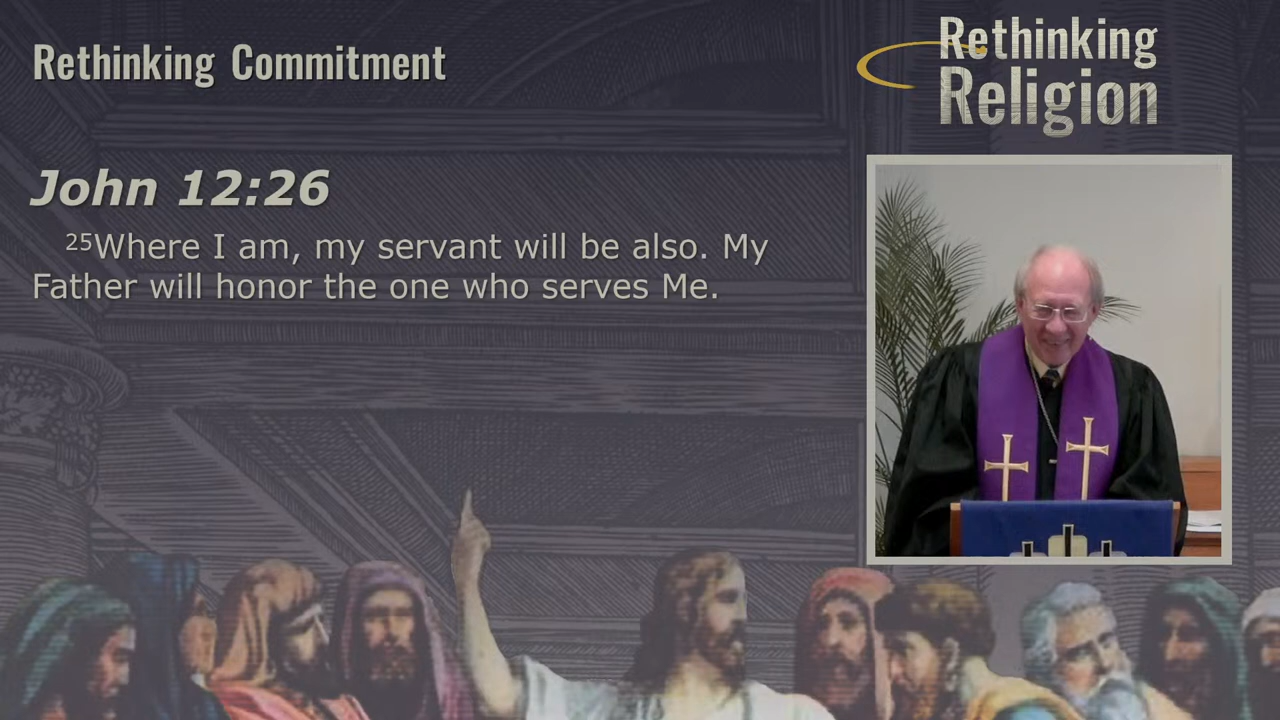 Rethinking Commitment
Rethinking
Religion
John 12:26
25Where I am, my servant will be also. My
Father will honor the one who serves Me.